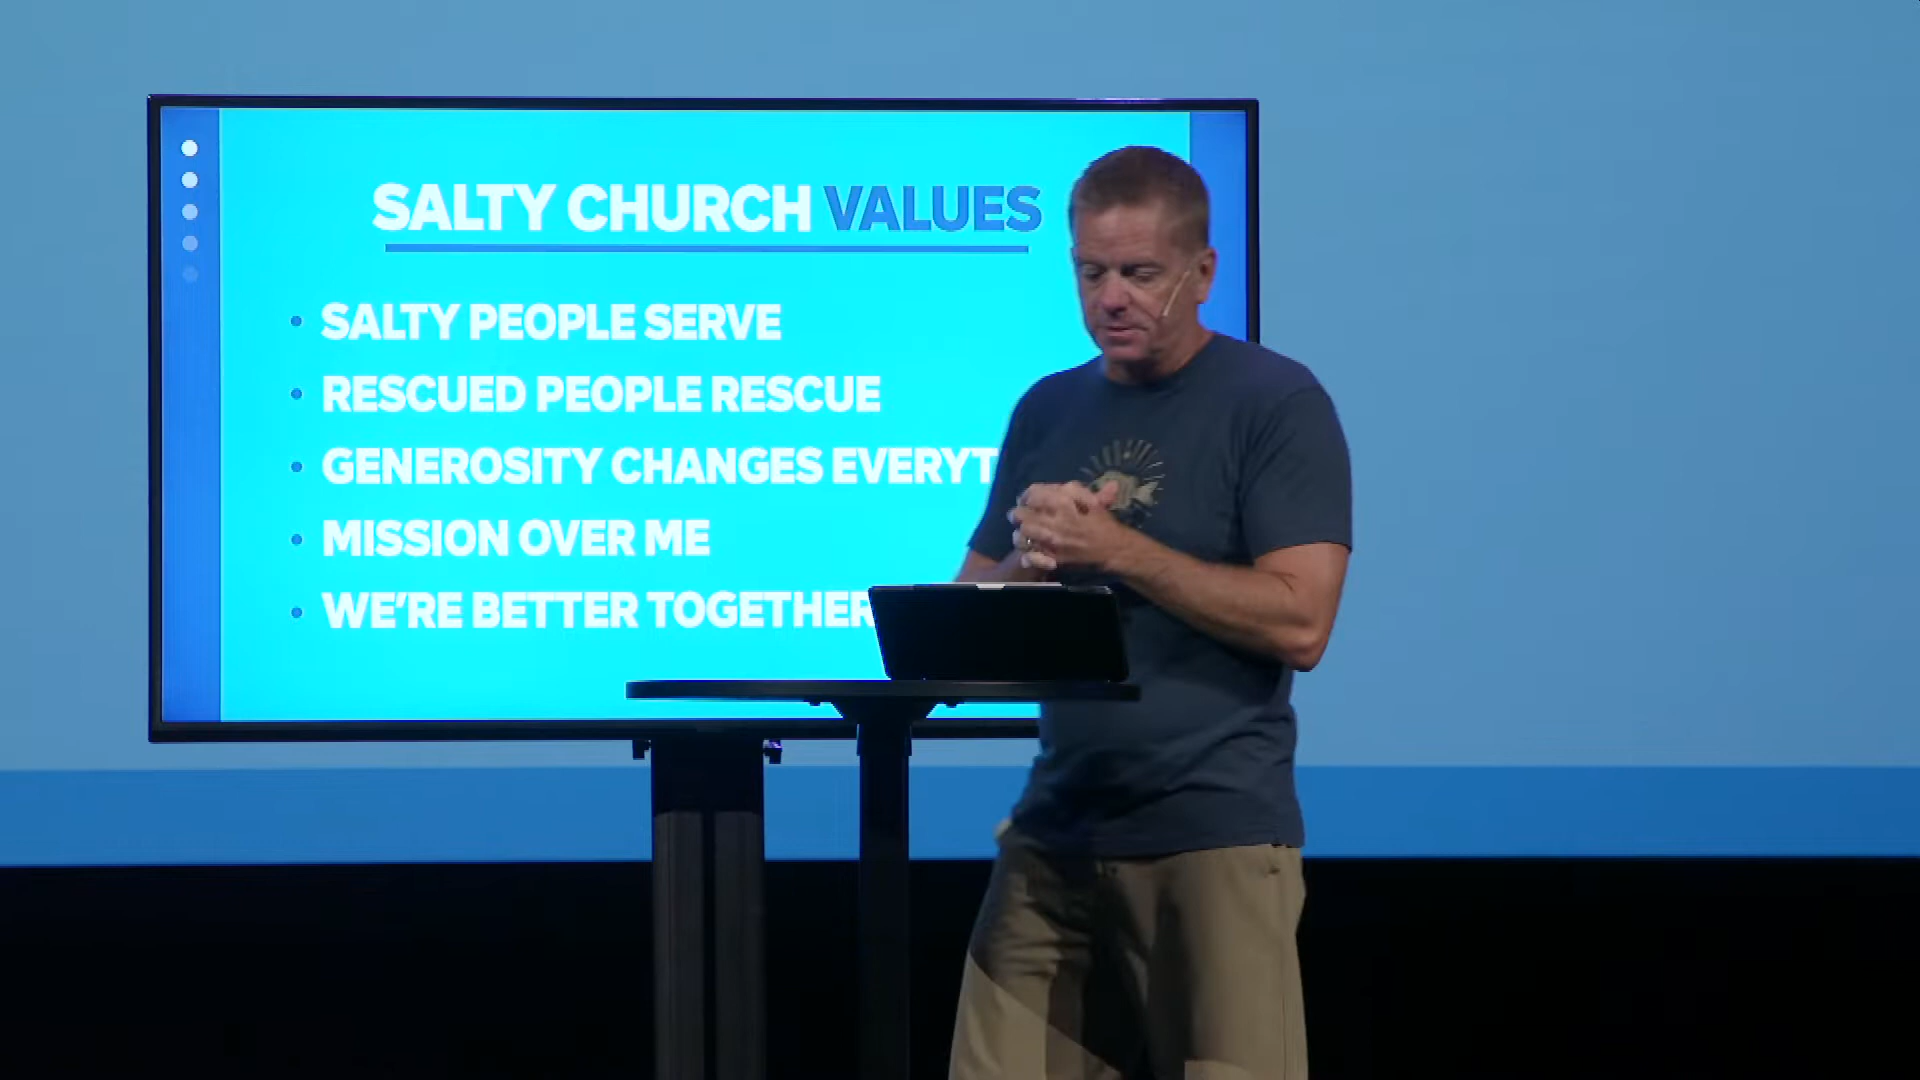 SALTY CHURCH VALUES
• SALTY PEOPLE SERVE
• RESCUED PEOPLE RESCUE
• GENEROSITY CHANGES EVERYT
• MISSION OVER ME
• WE'RE BETTER TOGETHER